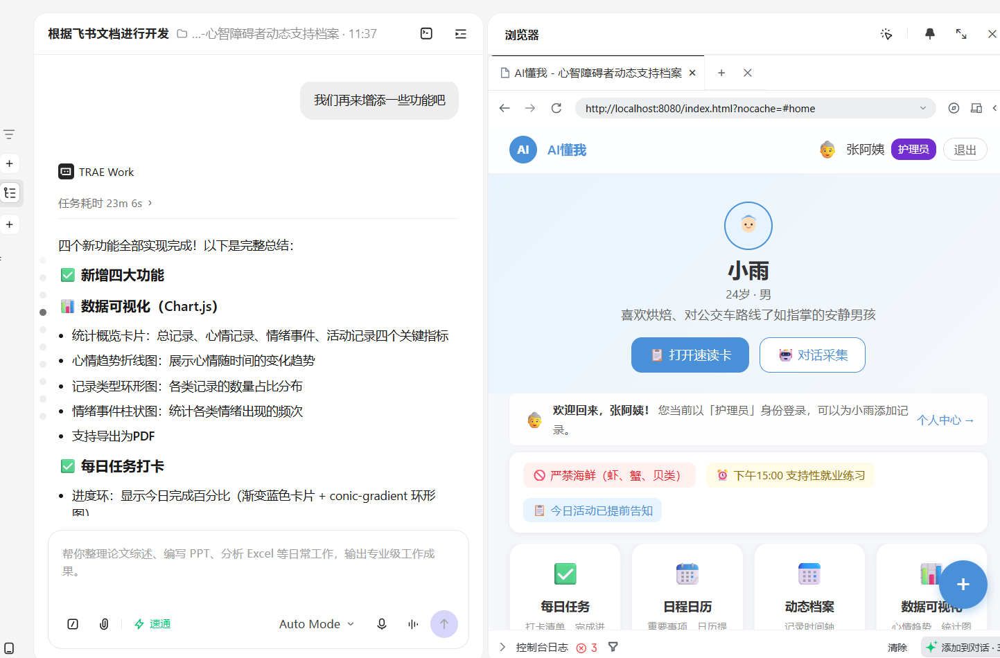 根据飞书文档进行开发 ...-心智障碍者动态支持档案 · 11:37
我们再来增添一些功能吧
TRAE Work
任务耗时 23m 6s
四个新功能全部实现完成！以下是完整总结：
新增四大功能
数据可视化（Chart.js）
统计概览卡片：总记录、心情记录、情绪事件、活动记录四个关键指标
心情趋势折线图：展示心情随时间的变化趋势
记录类型环形图：各类记录的数量占比分布
情绪事件柱状图：统计各类情绪出现的频次
支持导出为PDF
每日任务打卡
进度环：显示今日完成百分比（渐变蓝色卡片 + conic-gradient 环形
图）
帮你整理论文综述、编写 PPT、分析 Excel 等日常工作，输出专业级工作成
果。
速通
Auto Mode
浏览器
AI懂我 - 心智障碍者动态支持档案
http://localhost:8080/index.html?nocache=#home
AI AI懂我
张阿姨 护理员 退出
小雨
24岁 · 男
喜欢烘焙、对公交车路线了如指掌的安静男孩
打开速读卡
对话采集
欢迎回来，张阿姨！ 您当前以「护理员」身份登录，可以为小雨添加记
录。
个人中心 →
严禁海鲜（虾、蟹、贝类）
下午15:00 支持性就业练习
今日活动已提前告知
每日任务
日程日历
动态档案
数据可视化
打卡清单、完成进
重要事项、日历提
记录时间轴
心情趋势、统计图
控制台日志 3
清除
添加到对话 · 3